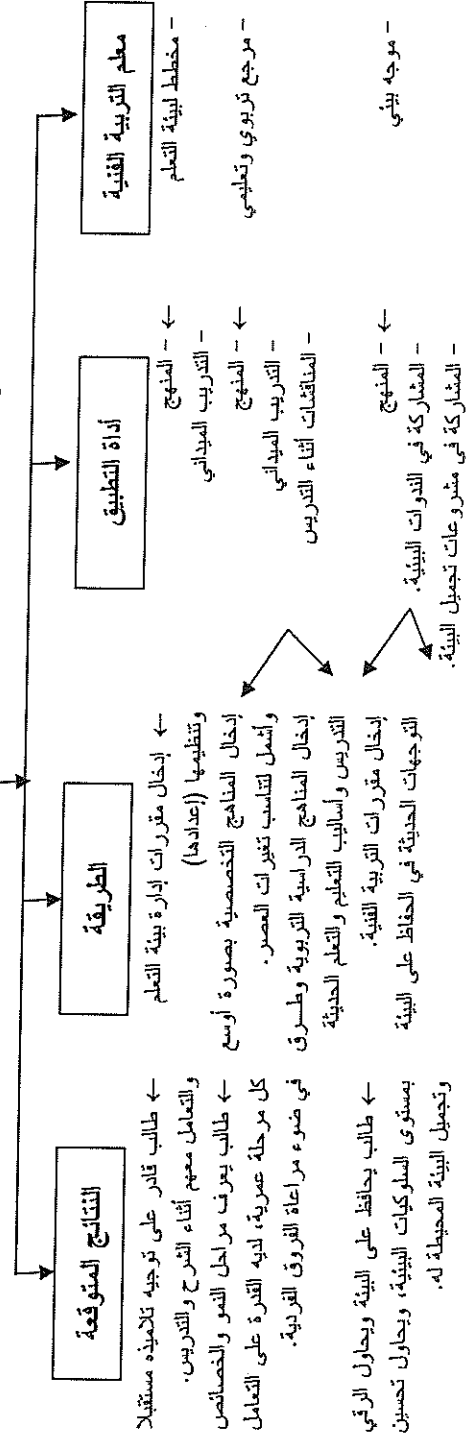 معلم التربية الفنية
- مخطط لبيئة التعلم
- مرجع تربوي وتعليمي
- موجه بيئي
أداة التطبيق
← - المنهج
- التدريب الميداني
← - المنهج
- التدريب الميداني
- المناقشات أثناء التدريس
← - المنهج
- المشاركة في الندوات البيئية.
- المشاركة في مشروعات تجميل البيئة.
الطريقة
← إدخال مقررات إدارة بيئة التعلم
وتنظيمها (إعدادها)
إدخال المناهج التخصصية بصورة أوسع
وأشمل لتناسب تغيرات العصر.
إدخال المناهج الدراسية التربوية وطرق
التدريس وأساليب التعليم والتعلم الحديثة
إدخال مقررات التربية الفنية.
التوجهات الحديثة في الحفاظ على البيئة
النتائج المتوقعة
← طالب قادر على توجيه تلاميذه مستقبلا
والتعامل معهم أثناء الشرح والتدريس.
← طالب يعرف مراحل النمو والخصائص
كل مرحلة عمرية، لديه القدرة على التعامل
في ضوء مراعاة الفروق الفردية.
← طالب يحافظ على البيئة ويحاول الرقي
بمستوى السلوكيات البيئية، ويحاول تحسين
وتجميل البيئة المحيطة له.